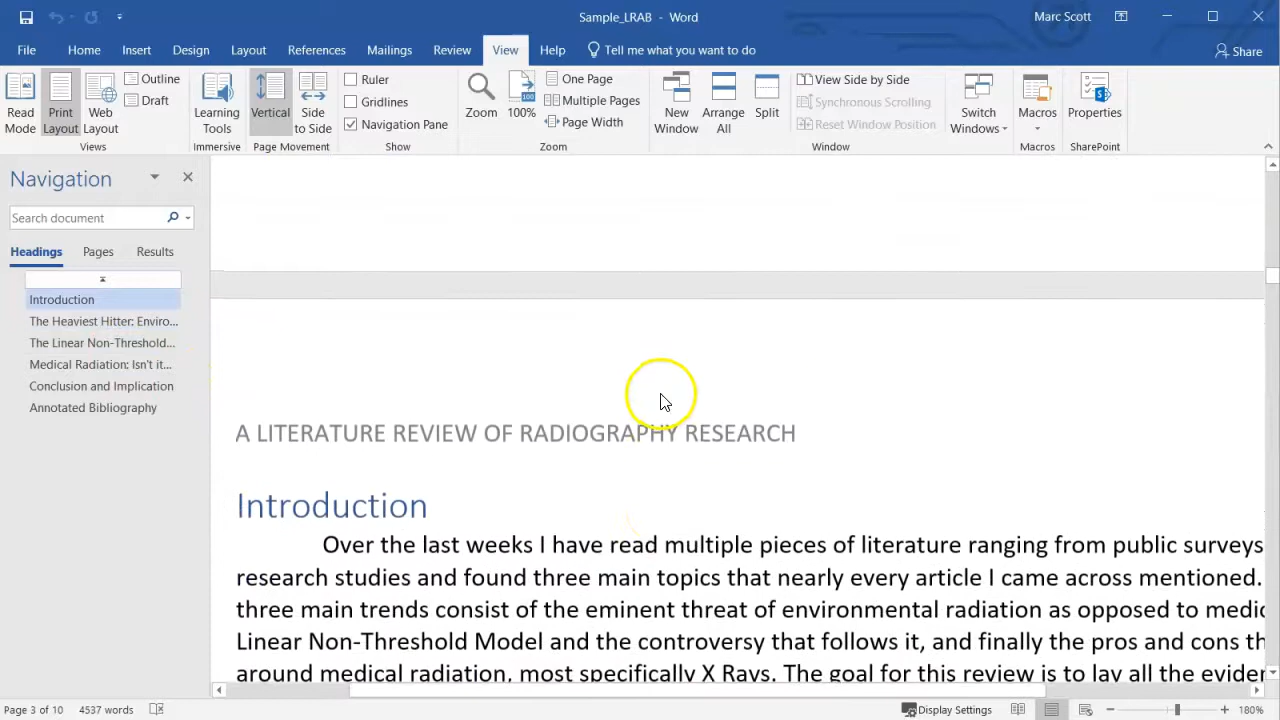 Sample_LRAB - Word
Marc Scott
File Home Insert Design Layout References Mailings Review View Help Tell me what you want to do Share
Read Mode
Print Layout
Web Layout
Outline
Draft
Views
Learning Tools
Immersive
Vertical
Side to Side
Page Movement
Ruler
Gridlines
Navigation Pane
Show
Zoom
100%
One Page
Multiple Pages
Page Width
Zoom
New Window
Arrange All
Split
View Side by Side
Synchronous Scrolling
Reset Window Position
Switch Windows
Window
Macros
Macros
Properties
SharePoint
Navigation
Search document
Headings Pages Results
Introduction
The Heaviest Hitter: Enviro...
The Linear Non-Threshold...
Medical Radiation: Isn't it...
Conclusion and Implication
Annotated Bibliography
A LITERATURE REVIEW OF RADIOGRAPHY RESEARCH
Introduction
Over the last weeks I have read multiple pieces of literature ranging from public surveys
research studies and found three main topics that nearly every article I came across mentioned.
three main trends consist of the eminent threat of environmental radiation as opposed to medic
Linear Non-Threshold Model and the controversy that follows it, and finally the pros and cons th
around medical radiation, most specifically X Rays. The goal for this review is to lay all the eviden
Page 3 of 10 4537 words Display Settings 180%